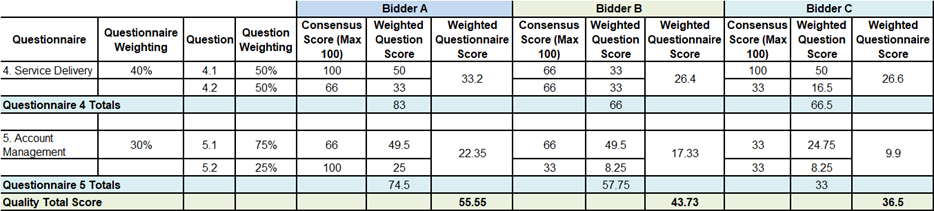 Bidder A Bidder B Bidder C
Questionnaire Questionnaire Weighting Question Question Weighting Consensus Score (Max 100) Weighted Question Score Weighted Questionnaire Score Consensus Score (Max 100) Weighted Question Score Weighted Questionnaire Score Consensus Score (Max 100) Weighted Question Score Weighted Questionnaire Score
4. Service Delivery 40% 4.1 50% 100 50 33.2 66 33 26.4 100 50 26.6
4.2 50% 66 33 66 33 33 16.5
Questionnaire 4 Totals 83 66 66.5
5. Account Management 30% 5.1 75% 66 49.5 22.35 66 49.5 17.33 33 24.75 9.9
5.2 25% 100 25 33 8.25 33 8.25
Questionnaire 5 Totals 74.5 57.75 33
Quality Total Score 55.55 43.73 36.5